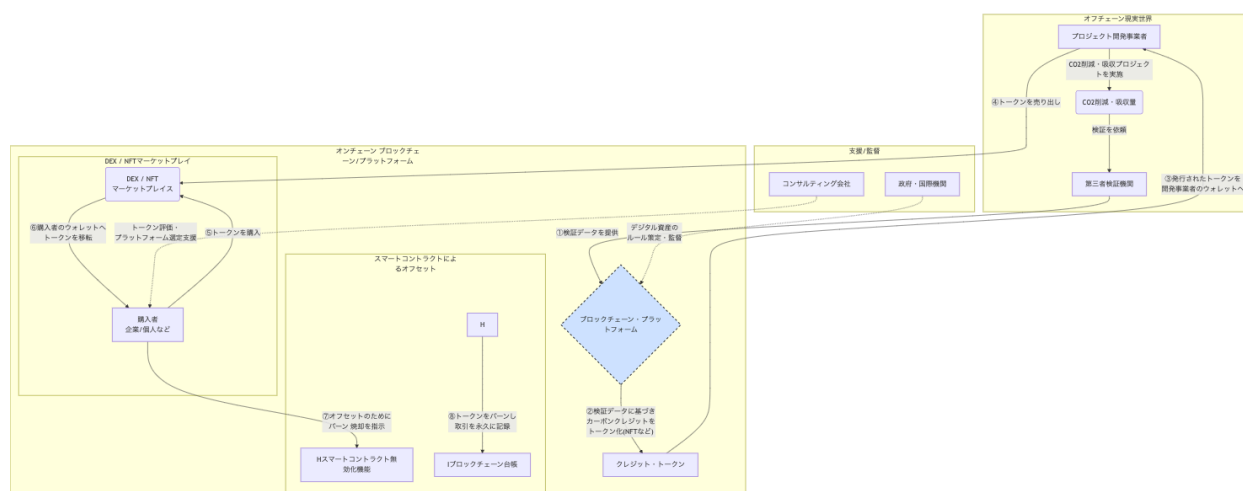 オフチェーン現実世界
プロジェクト開発事業者
CO2削減・吸収プロジェク
トを実施
④トークンを売り出し
CO2削減・吸収量
検証を依頼
③発行されたトークンを
開発事業者のウォレットへ
第三者検証機関
オンチェーン ブロックチェ
ーン/プラットフォーム
支援/監督
コンサルティング会社
政府・国際機関
DEX / NFTマーケットプレイ
DEX / NFT
マーケットプレイス
⑥購入者のウォレットへ
トークンを移転
トークン評価・
プラットフォーム選定支援
⑤トークンを購入
①検証データを提供
デジタル資産の
ルール策定・監督
スマートコントラクトによ
るオフセット
購入者
企業/個人など
H
ブロックチェーン・プラッ
トフォーム
⑦オフセットのために
バーン 焼却を指示
⑧トークンをバーンし
取引を永久に記録
②検証データに基づき
カーボンクレジットを
トークン化(NFTなど)
Hスマートコントラクト無
効化機能
Iブロックチェーン台帳
クレジット・トークン